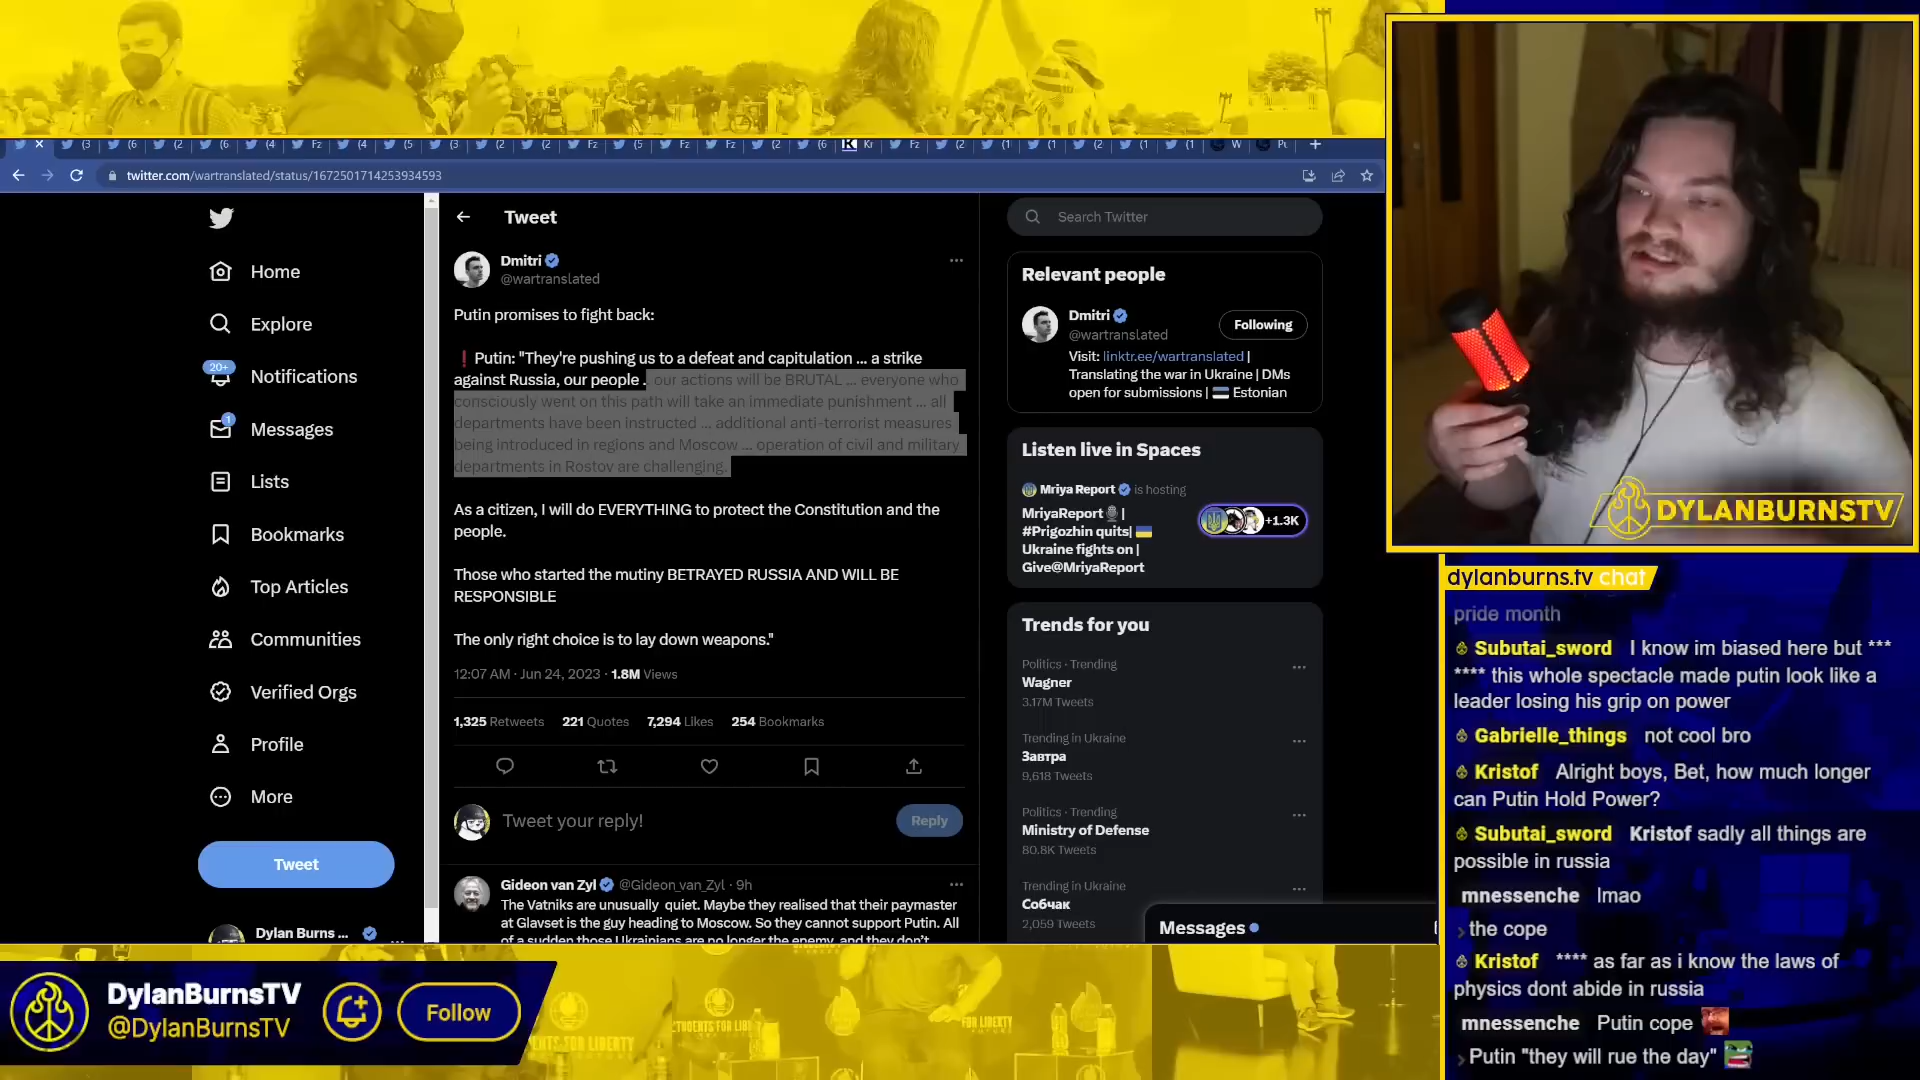 twitter.com/wartranslated/status/1672501714253934593
Home
Explore
20+
Notifications
1
Messages
Lists
Bookmarks
Top Articles
Communities
Verified Orgs
Profile
More
Tweet
Dylan Burns ...
Tweet
Dmitri
@wartranslated
Putin promises to fight back:
❗Putin: "They're pushing us to a defeat and capitulation ... a strike
against Russia, our people . our actions will be BRUTAL ... everyone who
consciously went on this path will take an immediate punishment ... all
departments have been instructed ... additional anti-terrorist measures
being introduced in regions and Moscow ... operation of civil and military
departments in Rostov are challenging.
As a citizen, I will do EVERYTHING to protect the Constitution and the
people.
Those who started the mutiny BETRAYED RUSSIA AND WILL BE
RESPONSIBLE
The only right choice is to lay down weapons."
12:07 AM · Jun 24, 2023 · 1.8M Views
1,325 Retweets 221 Quotes 7,294 Likes 254 Bookmarks
Tweet your reply!
Reply
Gideon van Zyl @Gideon_van_Zyl · 9h
The Vatniks are unusually quiet. Maybe they realised that their paymaster
at Glavset is the guy heading to Moscow. So they cannot support Putin. All
of a sudden those Ukrainians are no longer the enemy, and they don't
Search Twitter
Relevant people
Dmitri
@wartranslated
Following
Visit: linktr.ee/wartranslated |
Translating the war in Ukraine | DMs
open for submissions | Estonian
Listen live in Spaces
Mriya Report is hosting
MriyaReport |
#Prigozhin quits|
Ukraine fights on |
Give@MriyaReport
+1.3K
Trends for you
Politics · Trending
Wagner
3.17M Tweets
Trending in Ukraine
Завтра
9,618 Tweets
Politics · Trending
Ministry of Defense
80.8K Tweets
Trending in Ukraine
Собчак
2,059 Tweets
Messages
DYLANBURNSTV
dylanburns.tv chat
pride month
Subutai_sword I know im biased here but ***
**** this whole spectacle made putin look like a
leader losing his grip on power
Gabrielle_things not cool bro
Kristof Alright boys, Bet, how much longer
can Putin Hold Power?
Subutai_sword Kristof sadly all things are
possible in russia
mnessenche lmao
the cope
Kristof **** as far as i know the laws of
physics dont abide in russia
mnessenche Putin cope
Putin "they will rue the day"
DylanBurnsTV
@DylanBurnsTV
Follow